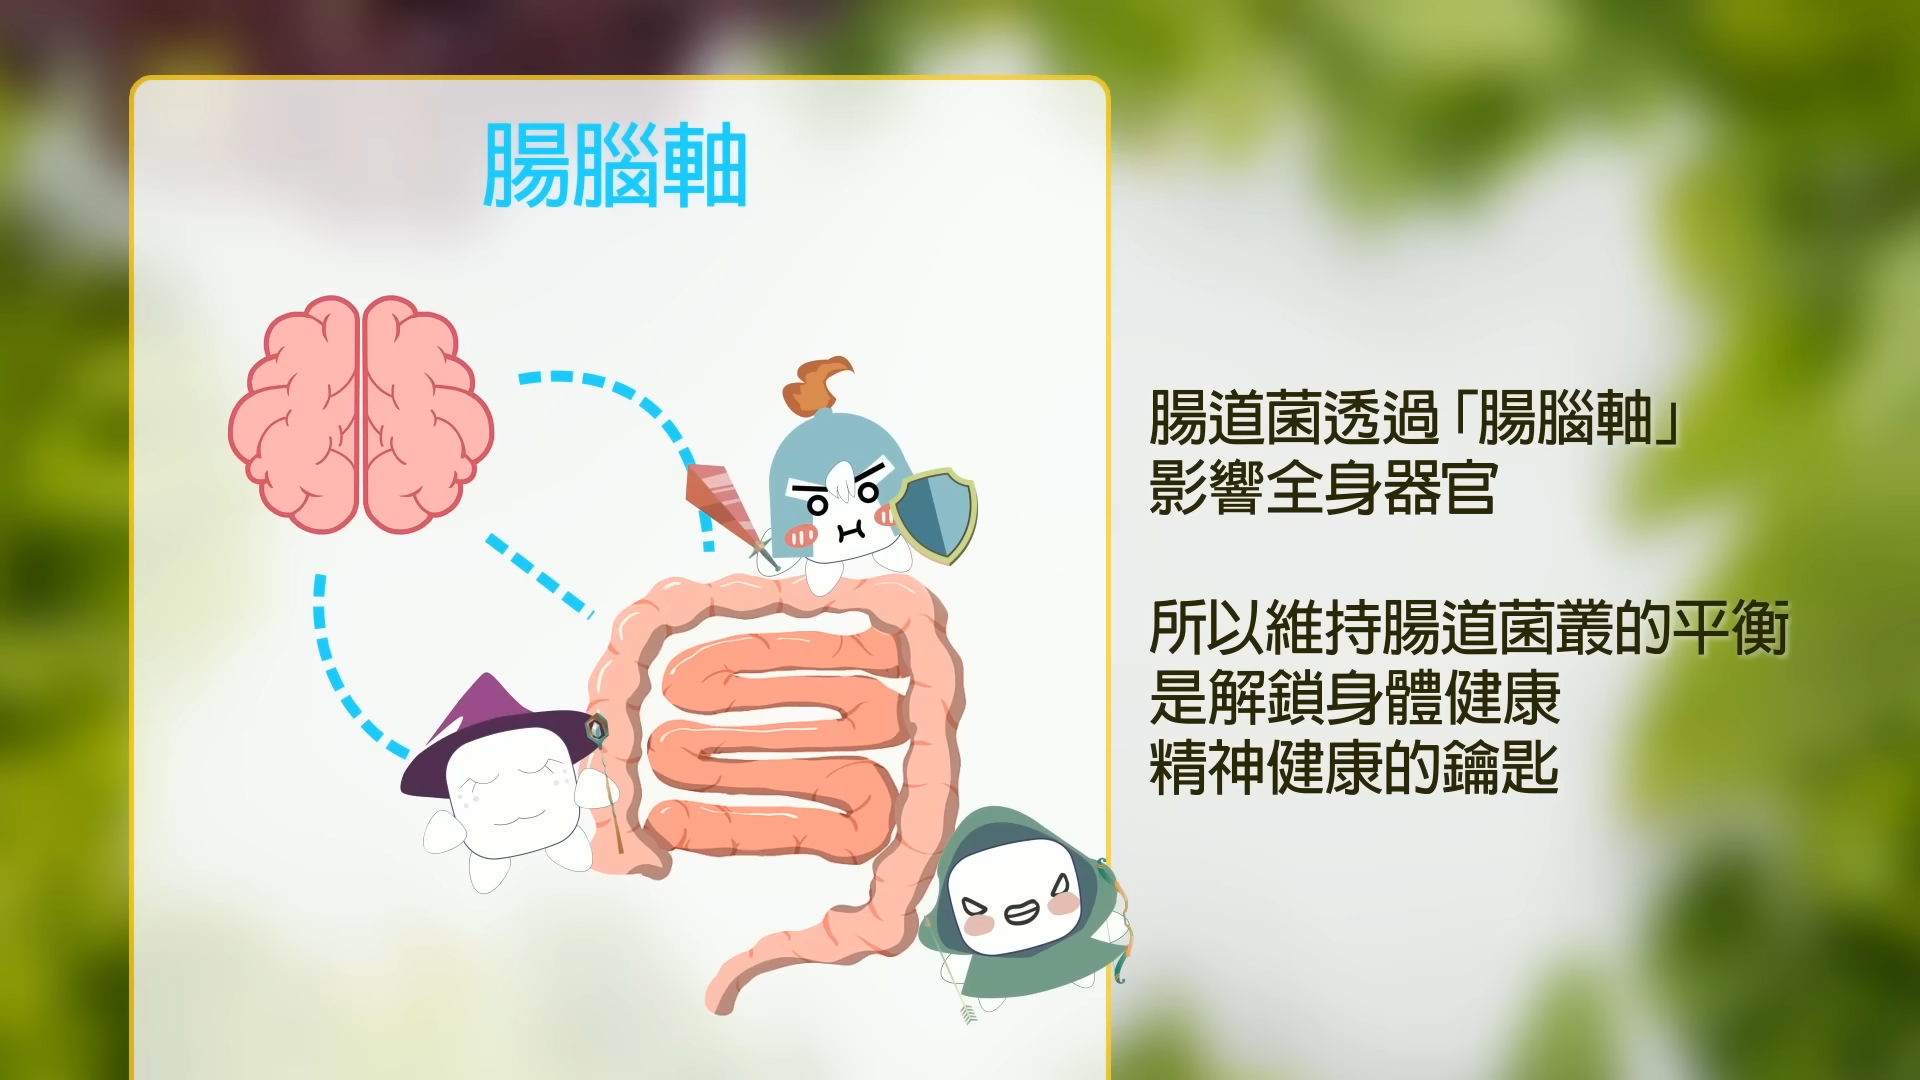 腸腦軸
腸道菌透過「腸腦軸」
影響全身器官
所以維持腸道菌叢的平衡
是解鎖身體健康
精神健康的鑰匙